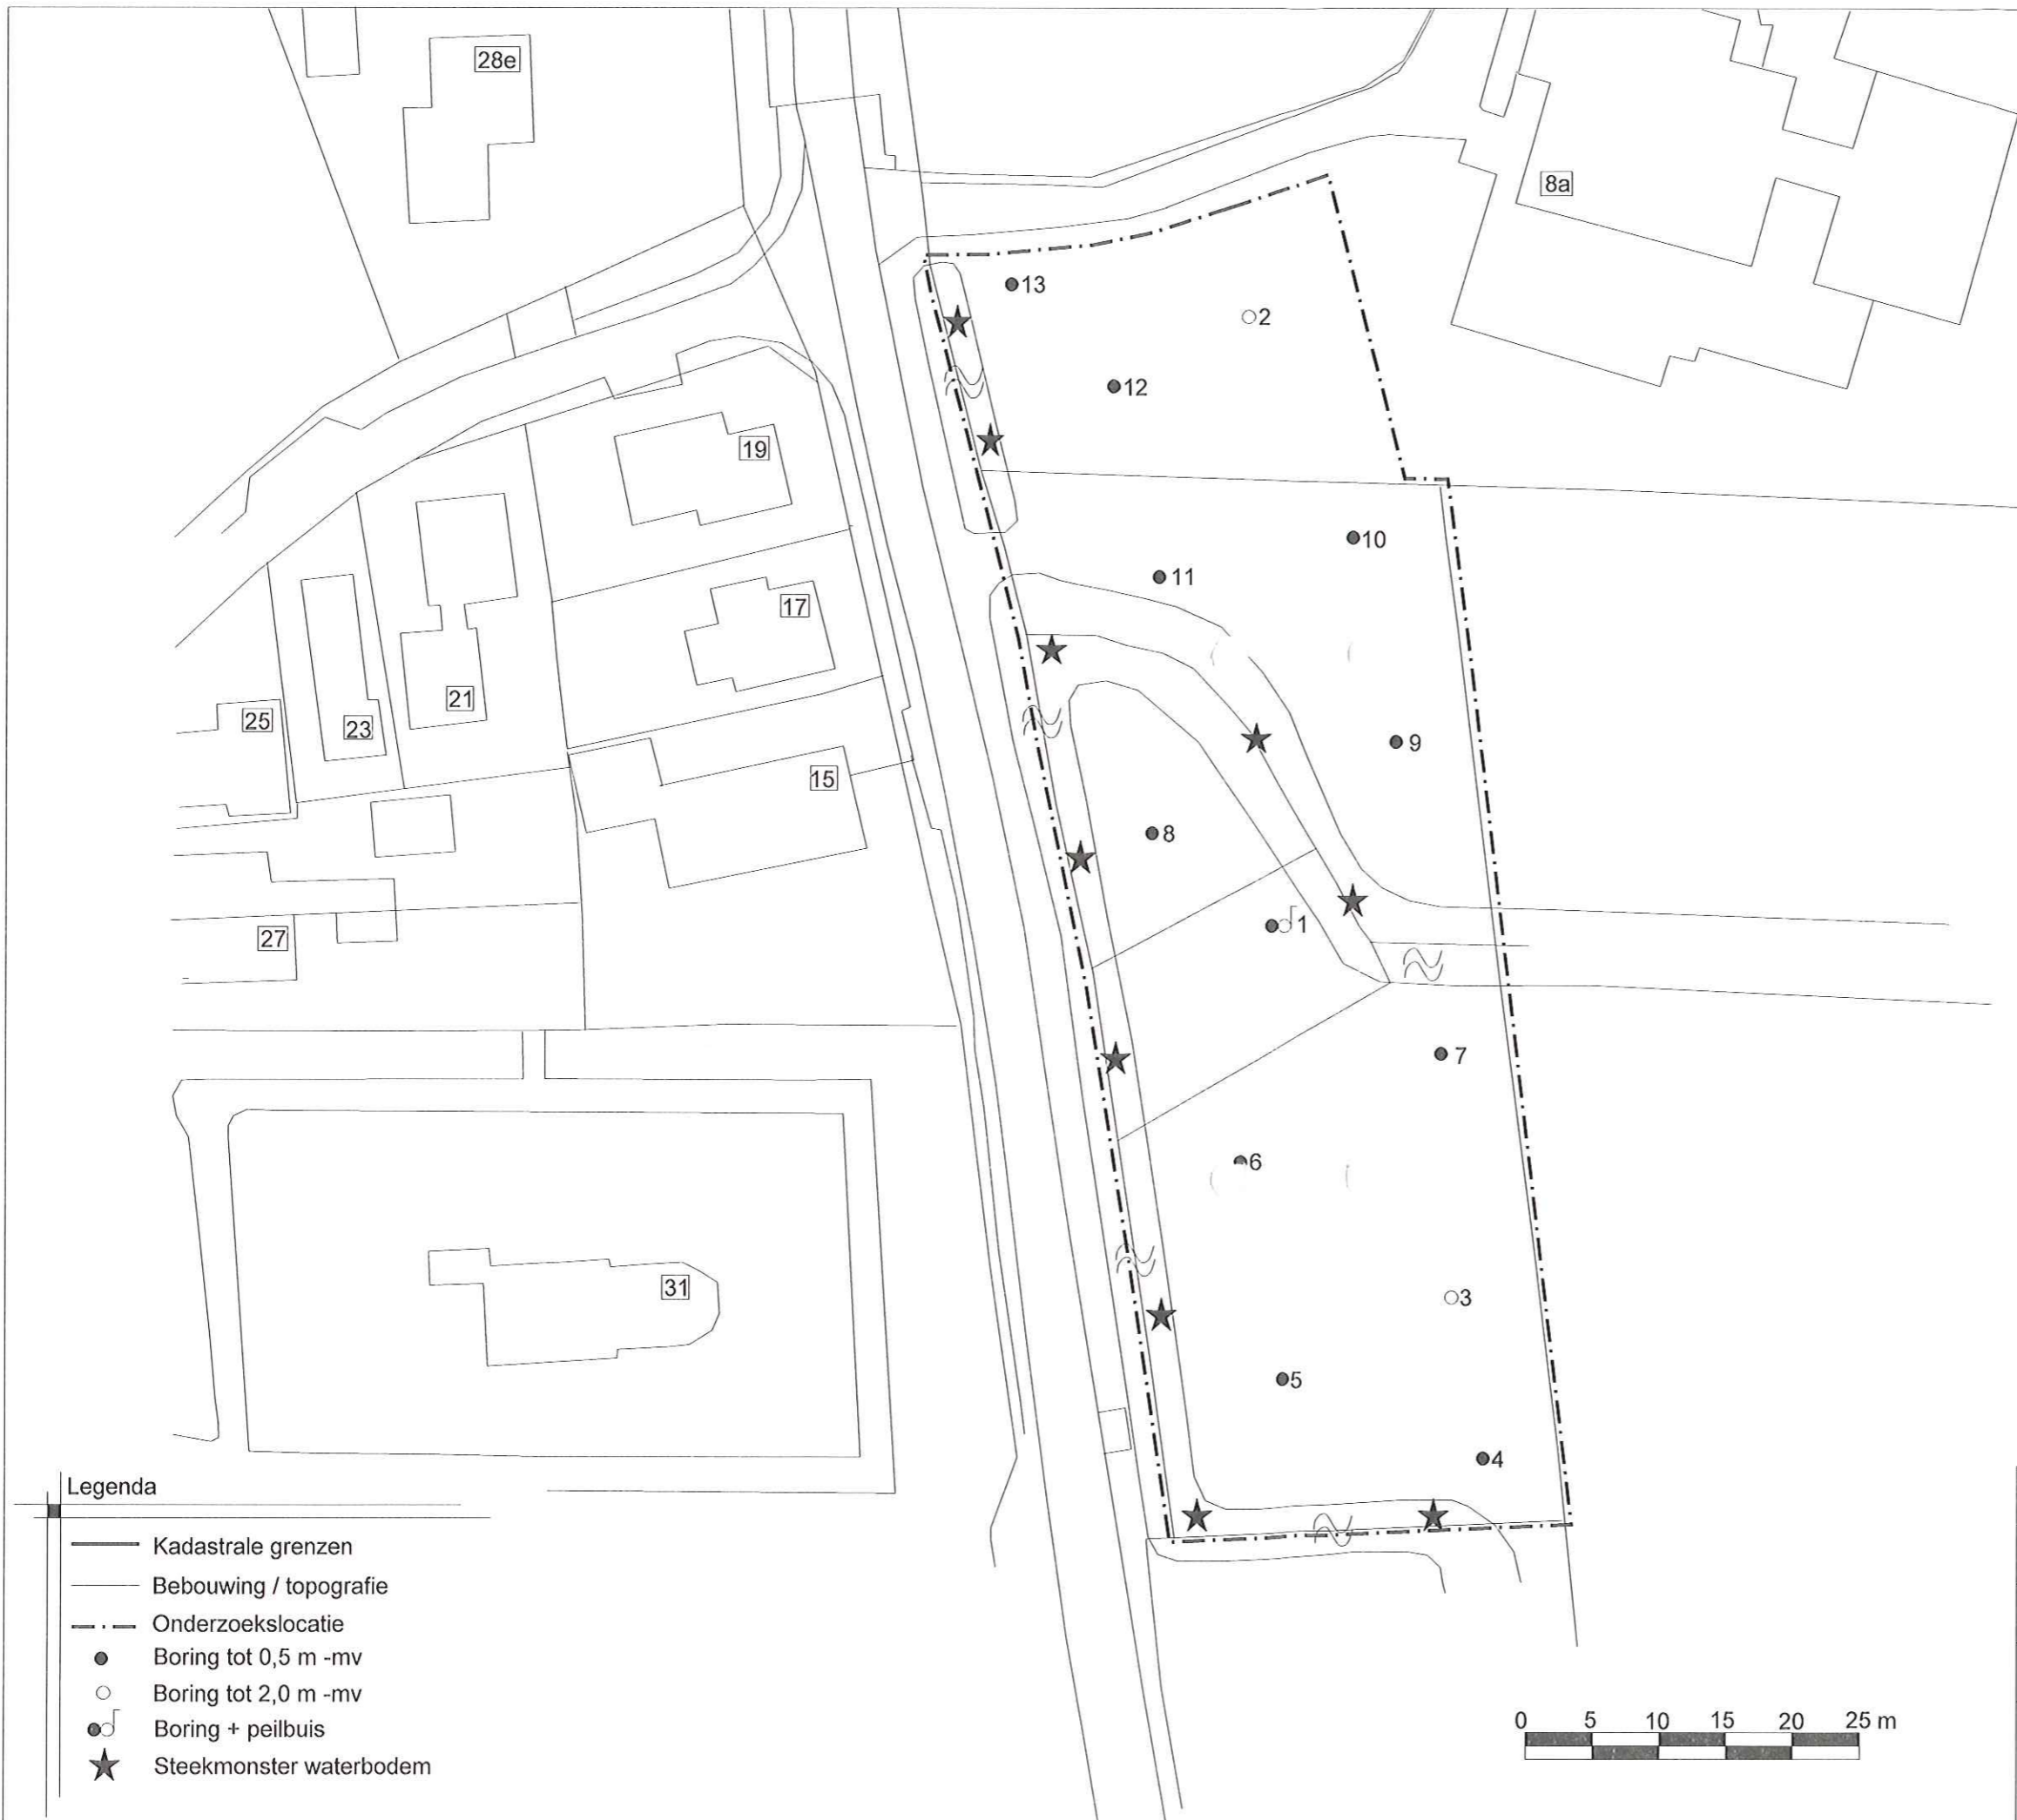 28e
8a
13
2
12
19
10
11
17
21
25
23
9
15
8
1
27
7
6
31
3
5
4
Legenda
Kadastrale grenzen
Bebouwing / topografie
Onderzoekslocatie
Boring tot 0,5 m -mv
Boring tot 2,0 m -mv
Boring + peilbuis
Steekmonster waterbodem
0 5 10 15 20 25 m